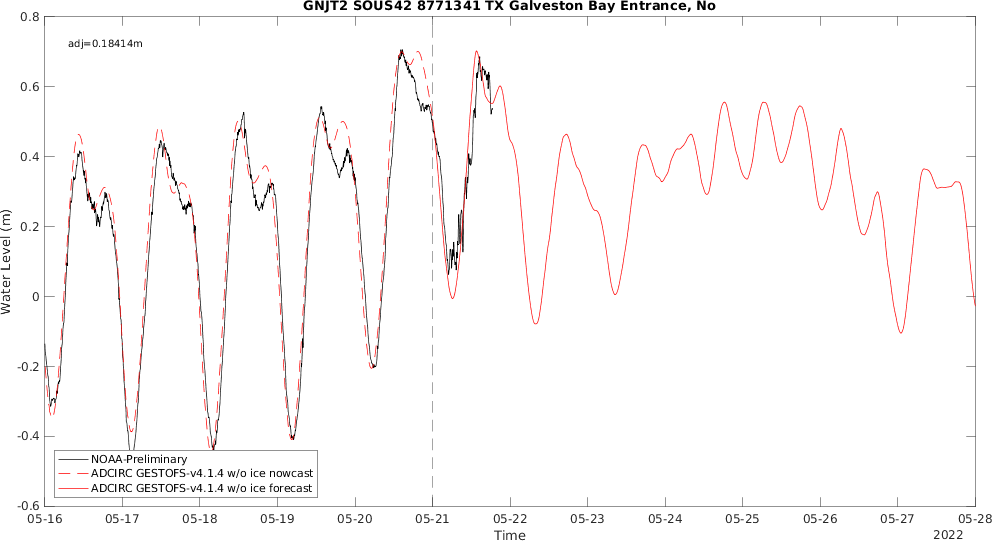 GNJT2 SOUS42 8771341 TX Galveston Bay Entrance, No
adj=0.18414m
0.8
0.6
0.4
0.2
0
-0.2
-0.4
-0.6
Water Level (m)
NOAA-Preliminary
ADCIRC GESTOFS-v4.1.4 w/o ice nowcast
ADCIRC GESTOFS-v4.1.4 w/o ice forecast
05-16 05-17 05-18 05-19 05-20 05-21 05-22 05-23 05-24 05-25 05-26 05-27 05-28
Time
2022